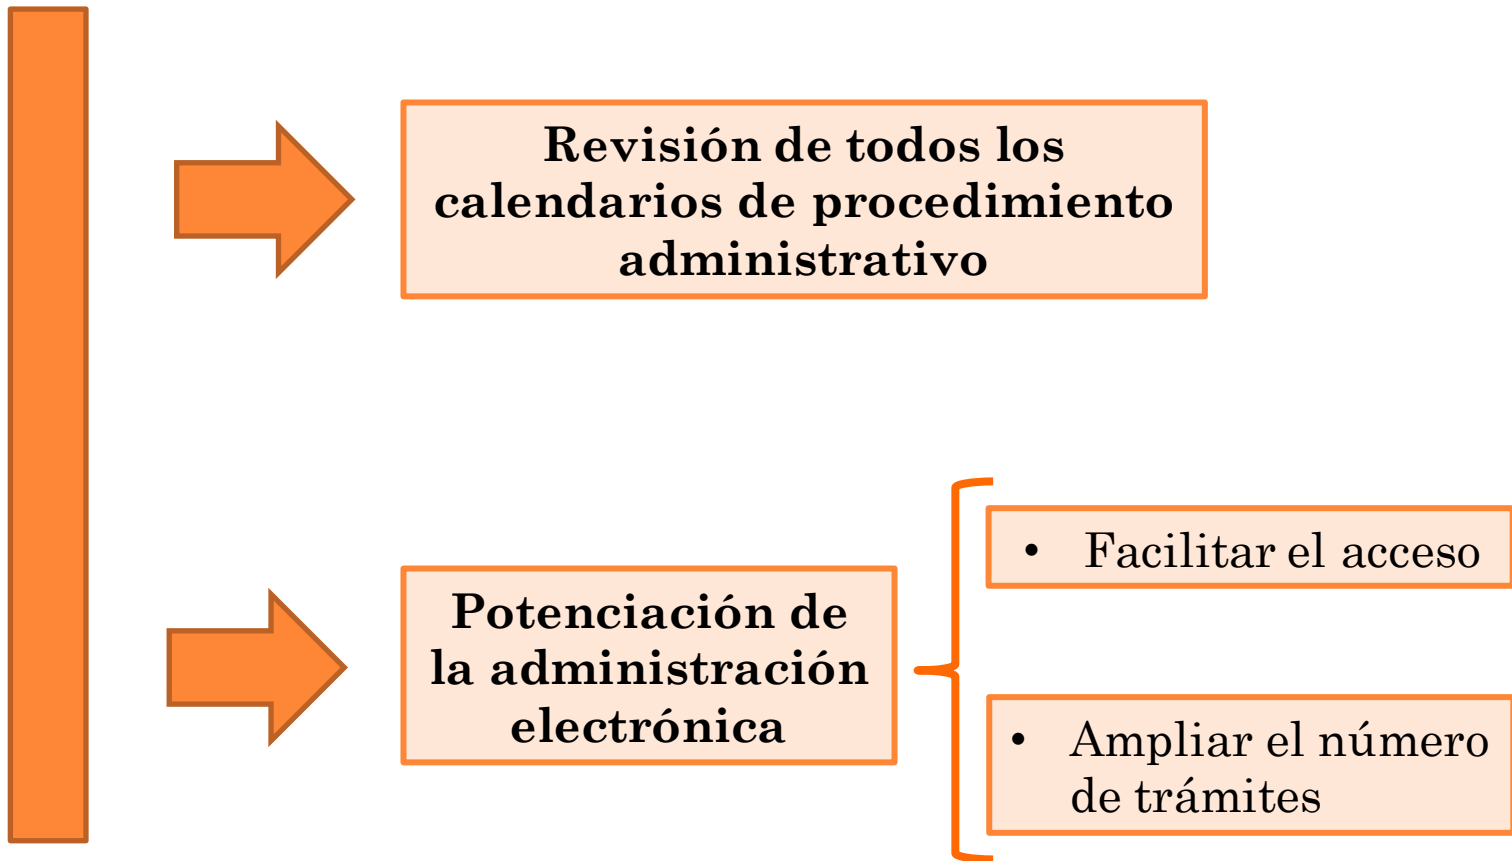 Revisión de todos los
calendarios de procedimiento
administrativo
Potenciación de
la administración
electrónica
• Facilitar el acceso
• Ampliar el número
de trámites